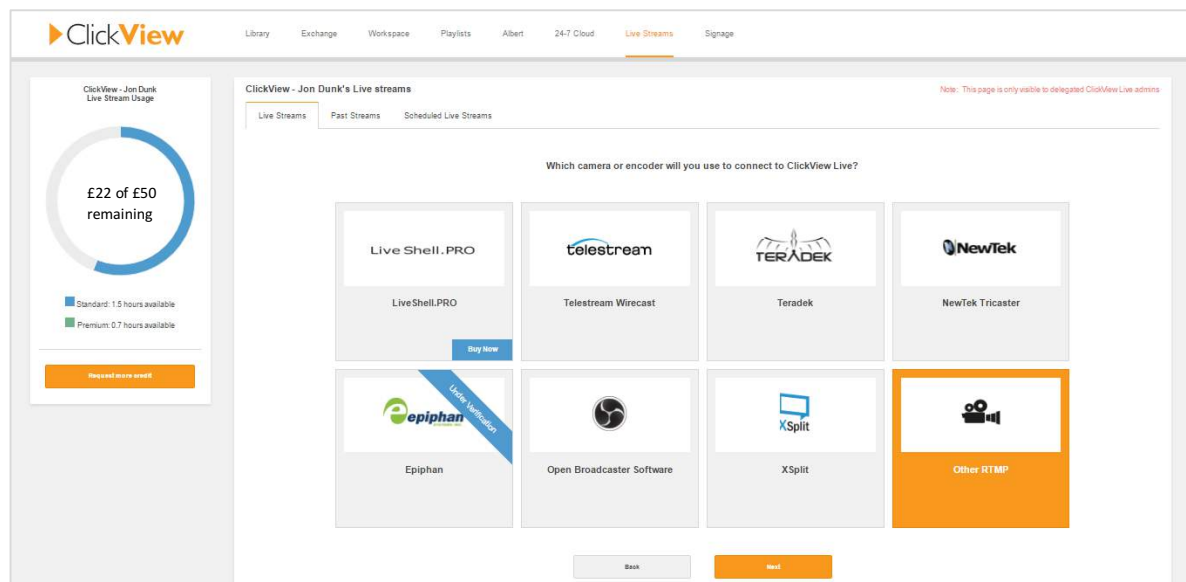 ClickView
Library Exchange Workspace Playlists Albert 24-7 Cloud Live Streams Signage
ClickView - Jon Dunk
Live Stream Usage
£22 of £50
remaining
Standard: 1.5 hours available
Premium: 0.7 hours available
Request more credit
ClickView - Jon Dunk's Live streams
Note: This page is only visible to delegated ClickView Live admins
Live Streams Past Streams Scheduled Live Streams
Which camera or encoder will you use to connect to ClickView Live?
Live Shell.PRO
LiveShell.PRO
Buy Now
telestream
Telestream Wirecast
TERADEK
Teradek
NewTek
NewTek Tricaster
epiphan
Under Verification
Epiphan
Open Broadcaster Software
XSplit
XSplit
Other RTMP
Back Next